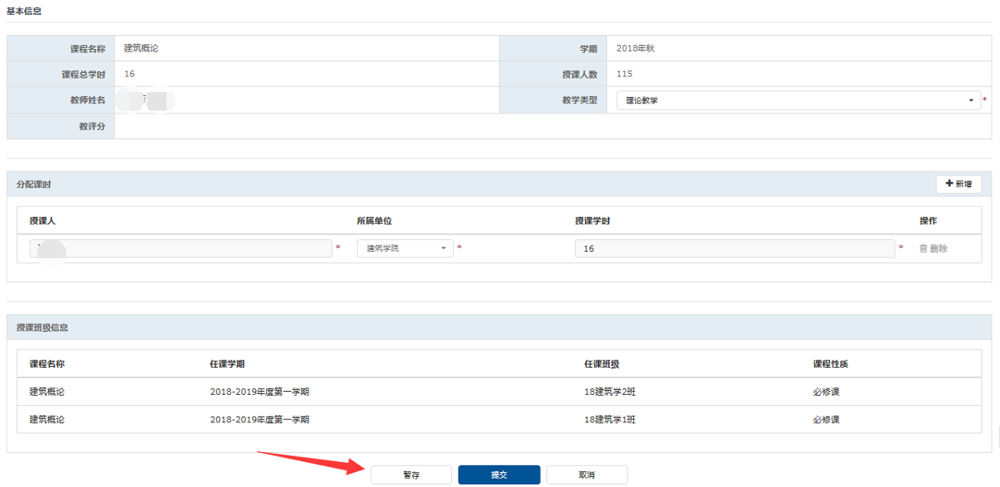 基本信息
课程名称 建筑概论 学期 2018年秋
课程总学时 16 授课人数 115
教师姓名 教学类型 理论教学 *
教评分
分配课时 新增
授课人 所属单位 授课学时 操作
* 建筑学院 * 16 * 删除
授课班级信息
课程名称 任课学期 任课班级 课程性质
建筑概论 2018-2019年度第一学期 18建筑学2班 必修课
建筑概论 2018-2019年度第一学期 18建筑学1班 必修课
暂存 提交 取消